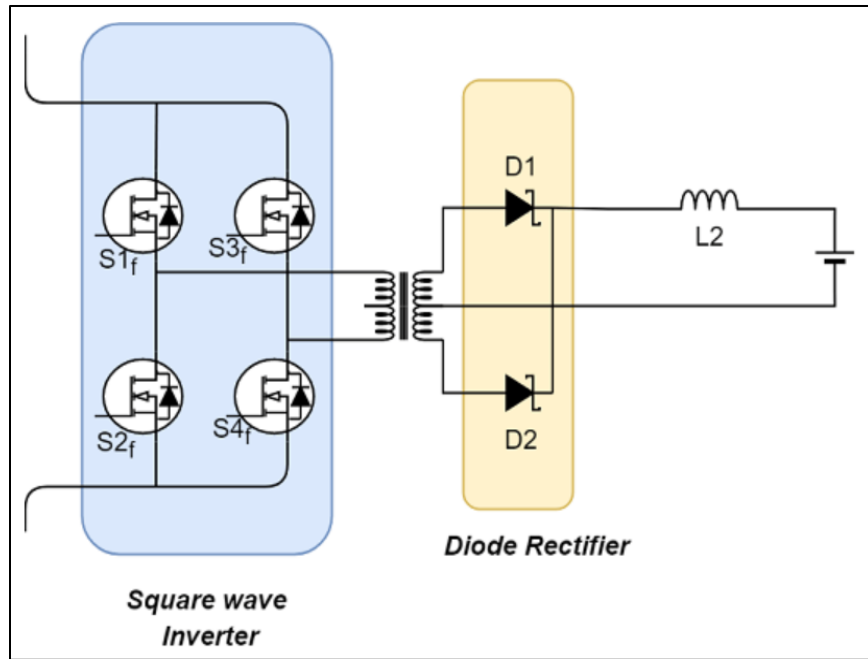 D1
L2
S1f
S3f
S2f
S4f
D2
Diode Rectifier
Square wave
Inverter